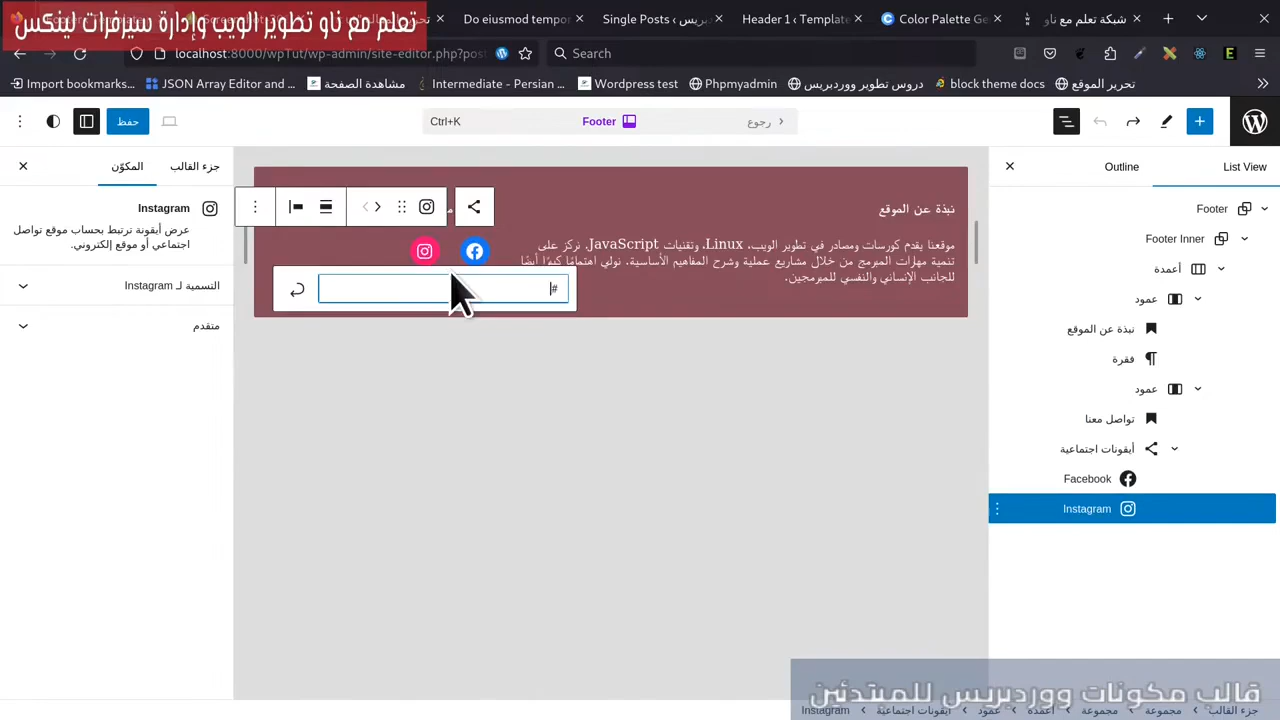 تعلم مع ناو تطوير الويب وإدارة سيرفرات لينكس
Docusimod Tempor
Single Posts
Color Palette Ge
شبكة تعلم مع ناو
localhost:8000/wpTut/wp-admin/site-editor.php?post
Search
Import bookmarks...
JSON Array Editor and ...
مشاهدة الصفحة
Intermediate - Persian ...
Wordpress test
Phpmyadmin
دروس تطوير ووردبريس
block theme docs
تحرير الموقع
حفظ
Ctrl+K
Footer
رجوع
جزء القالب
المكوّن
Outline
List View
Instagram
عرض أيقونة ترتبط بحساب موقع تواصل
اجتماعي أو موقع إلكتروني.
التسمية لـ Instagram
متقدم
نبذة عن الموقع
موقعنا يقدم كورسات ومصادر في تطوير الويب، Linux، وتقنيات JavaScript. نركز على
تنمية مهارات المبرمج من خلال مشاريع عملية وشرح المفاهيم الأساسية. نولي اهتمامًا كبيرًا أيضًا
للجانب الإنساني والنفسي للمبرمجين.
#
Footer
Footer Inner
أعمدة
عمود
نبذة عن الموقع
فقرة
عمود
تواصل معنا
أيقونات اجتماعية
Facebook
Instagram
قالب مكونات ووردبريس للمبتدئين
جزء القالب
مجموعة
مجموعة
أعمدة
عمود
أيقونات اجتماعية
Instagram